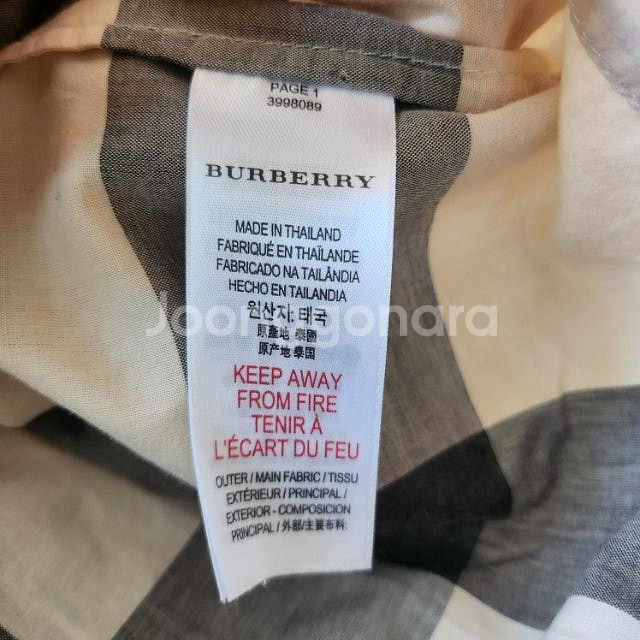 PAGE 1
3998089
BURBERRY
MADE IN THAILAND
FABRIQUÉ EN THAÏLANDE
FABRICADO NA TAILÂNDIA
HECHO EN TAILANDIA
원산지: 태국
原產地 泰國
原产地 泰国
KEEP AWAY
FROM FIRE
TENIR À
L'ÉCART DU FEU
OUTER / MAIN FABRIC / TISSU
EXTÉRIEUR / PRINCIPAL /
EXTERIOR - COMPOSICION
PRINCIPAL / 外部/主要布料:
Joonggonara